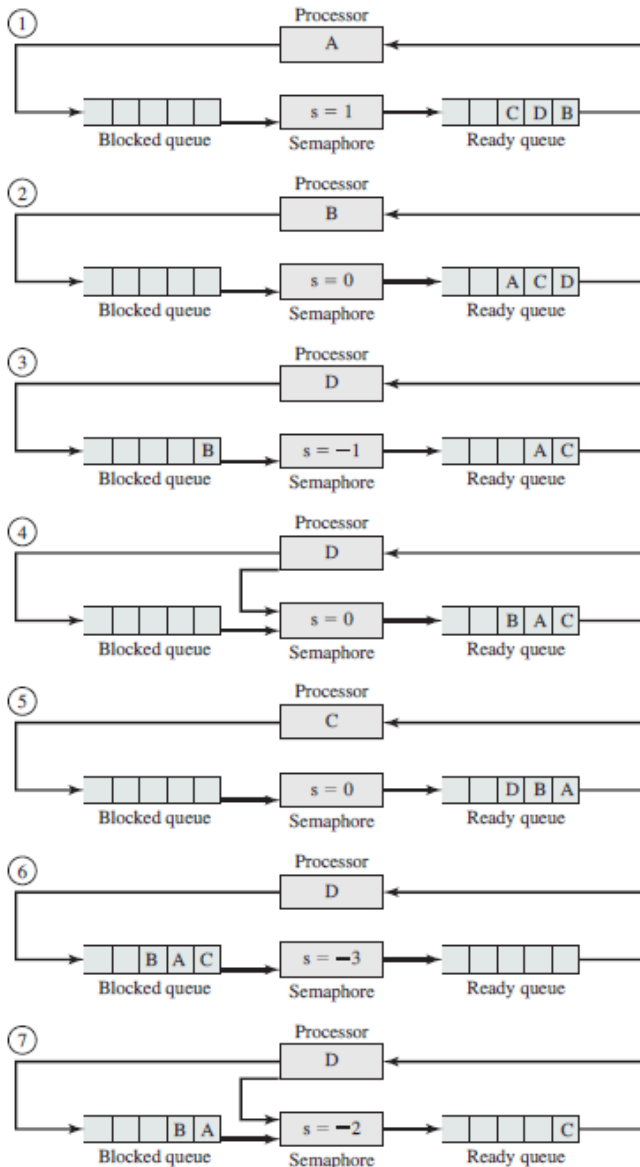 1
Processor
A
s = 1
C D B
Blocked queue
Semaphore
Ready queue
2
Processor
B
s = 0
A C D
Blocked queue
Semaphore
Ready queue
3
Processor
D
B
s = −1
A C
Blocked queue
Semaphore
Ready queue
4
Processor
D
s = 0
B A C
Blocked queue
Semaphore
Ready queue
5
Processor
C
s = 0
D B A
Blocked queue
Semaphore
Ready queue
6
Processor
D
B A C
s = −3
Blocked queue
Semaphore
Ready queue
7
Processor
D
B A
s = −2
C
Blocked queue
Semaphore
Ready queue